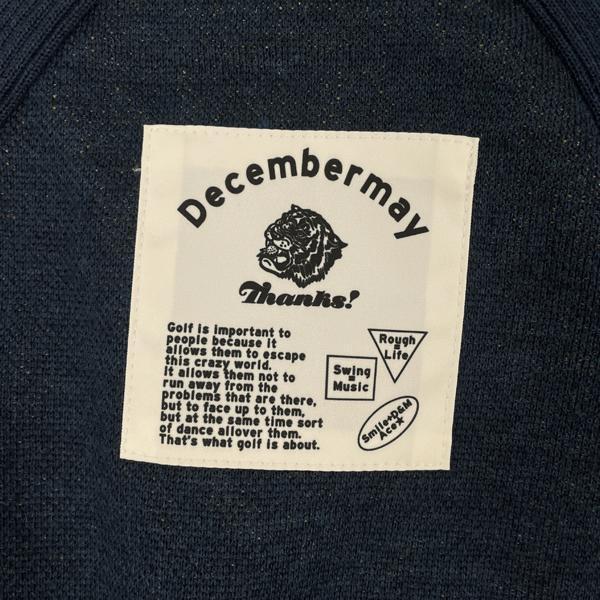 Decembermay
Thanks!
Golf is important to
people because it
allows them to escape
this crazy world.
It allows them not to
run away from the
problems that are there,
but to face up to them,
but at the same time sort
of dance allover them.
That's what golf is about.
Rough
=
Life
Swing
=
Music
Smile+D&M
Ace★